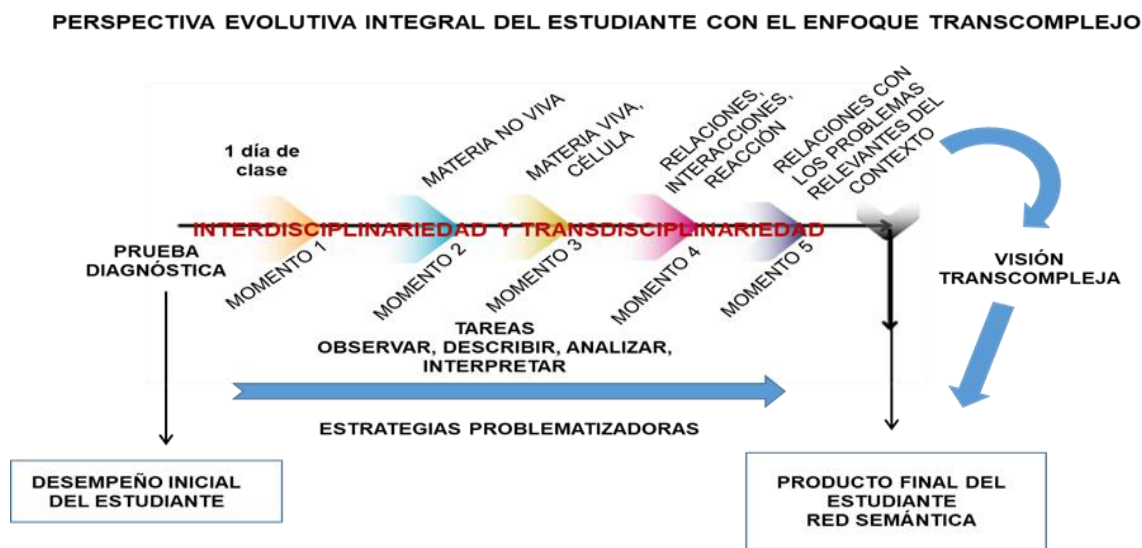 PERSPECTIVA EVOLUTIVA INTEGRAL DEL ESTUDIANTE CON EL ENFOQUE TRANSCOMPLEJO
1 día de
clase
MATERIA NO VIVA
MATERIA VIVA,
CÉLULA
RELACIONES,
INTERACCIONES,
REACCIÓN
RELACIONES CON
LOS PROBLEMAS
RELEVANTES DEL
CONTEXTO
INTERDISCIPLINARIEDAD Y TRANSDISCIPLINARIEDAD
PRUEBA
DIAGNÓSTICA
MOMENTO 1
MOMENTO 2
MOMENTO 3
MOMENTO 4
MOMENTO 5
VISIÓN
TRANSCOMPLEJA
TAREAS
OBSERVAR, DESCRIBIR, ANALIZAR,
INTERPRETAR
ESTRATEGIAS PROBLEMATIZADORAS
DESEMPEÑO INICIAL
DEL ESTUDIANTE
PRODUCTO FINAL DEL
ESTUDIANTE
RED SEMÁNTICA